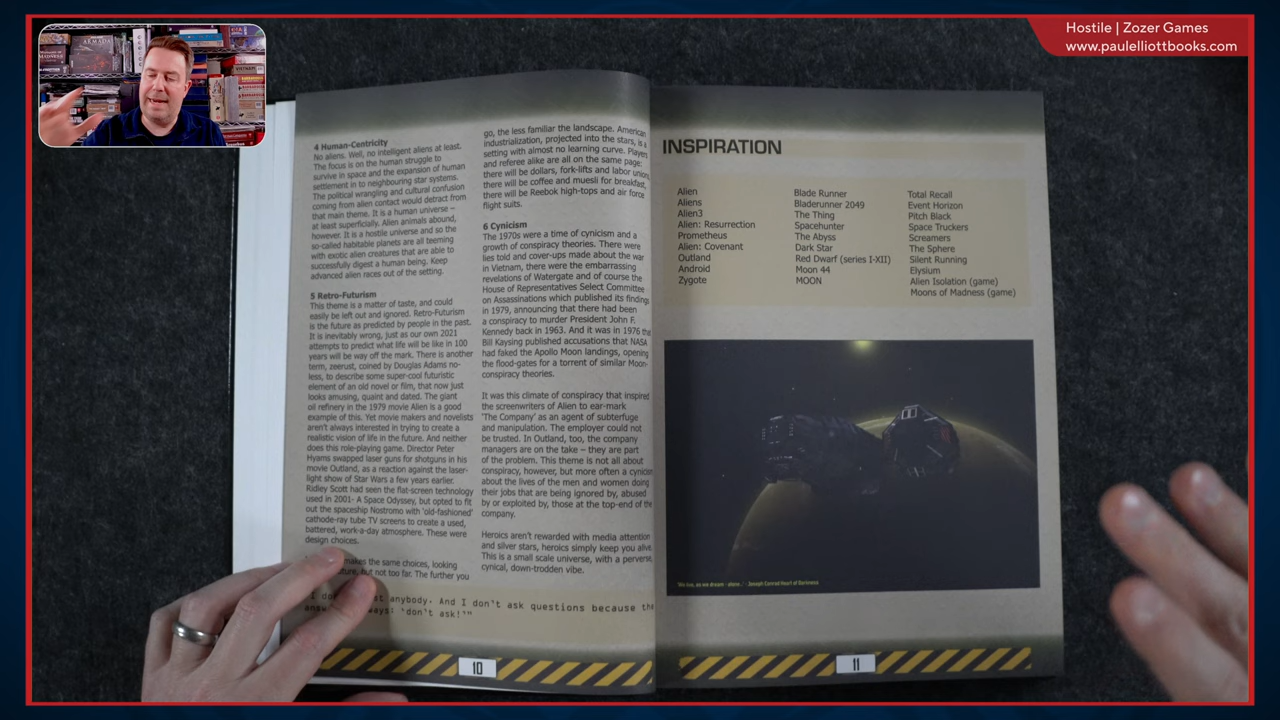 Hostile | Zozer Games
www.paulelliottbooks.com
ARMADA
4 Human-Centricity
No aliens. Well, no intelligent aliens at least.
The focus is on the human struggle to
survive in space and the expansion of human
settlement in to neighbouring star systems.
The political wrangling and cultural confusion
coming from alien contact would detract from
that main theme. It is a human universe –
at least superficially. Alien animals abound,
however. It is a hostile universe and so the
so-called habitable planets are all teeming
with exotic alien creatures that are able to
successfully digest a human being. Keep
advanced alien races out of the setting.
5 Retro-Futurism
This theme is a matter of taste, and could
easily be left out and ignored. Retro-Futurism
is the future as predicted by people in the past.
It is inevitably wrong, just as our own 2021
attempts to predict what life will be like in 100
years will be way off the mark. There is another
term, zeerust, coined by Douglas Adams no-
less, to describe some super-cool futuristic
element of an old novel or film, that now just
looks amusing, quaint and dated. The giant
oil refinery in the 1979 movie Alien is a good
example of this. Yet movie makers and novelists
aren't always interested in trying to create a
realistic vision of life in the future. And neither
does this role-playing game. Director Peter
Hyams swapped laser guns for shotguns in his
movie Outland, as a reaction against the laser-
light show of Star Wars a few years earlier.
Ridley Scott had seen the flat-screen technology
used in 2001- A Space Odyssey, but opted to fit
out the spaceship Nostromo with 'old-fashioned'
cathode-ray tube TV screens to create a used,
battered, work-a-day atmosphere. These were
design choices.
makes the same choices, looking
but not too far. The further you
go, the less familiar the landscape. American
industrialization, projected into the stars, is a
setting with almost no learning curve. Players
and referee alike are all on the same page:
there will be dollars, fork-lifts and labor unions,
there will be coffee and muesli for breakfast,
there will be Reebok high-tops and air force
flight suits.
6 Cynicism
The 1970s were a time of cynicism and a
growth of conspiracy theories. There were
lies told and cover-ups made about the war
in Vietnam, there were the embarrassing
revelations of Watergate and of course the
House of Representatives Select Committee
on Assassinations which published its findings
in 1979, announcing that there had been
a conspiracy to murder President John F.
Kennedy back in 1963. And it was in 1976 that
Bill Kaysing published accusations that NASA
had faked the Apollo Moon landings, opening
the flood-gates for a torrent of similar Moon-
conspiracy theories.
It was this climate of conspiracy that inspired
the screenwriters of Alien to ear-mark
'The Company' as an agent of subterfuge
and manipulation. The employer could not
be trusted. In Outland, too, the company
managers are on the take – they are part
of the problem. This theme is not all about
conspiracy, however, but more often a cynicism
about the lives of the men and women doing
their jobs that are being ignored by, abused
by or exploited by, those at the top-end of the
company.
Heroics aren't rewarded with media attention
and silver stars, heroics simply keep you alive.
This is a small scale universe, with a perverse,
cynical, down-trodden vibe.
anybody. And I don't ask questions because the
'don't ask!'"
10
INSPIRATION
Alien
Aliens
Alien3
Alien: Resurrection
Prometheus
Alien: Covenant
Outland
Android
Zygote
Blade Runner
Bladerunner 2049
The Thing
Spacehunter
The Abyss
Dark Star
Red Dwarf (series I-XII)
Moon 44
MOON
Total Recall
Event Horizon
Pitch Black
Space Truckers
Screamers
The Sphere
Silent Running
Elysium
Alien Isolation (game)
Moons of Madness (game)
'We live, as we dream - alone...' - Joseph Conrad Heart of Darkness
11